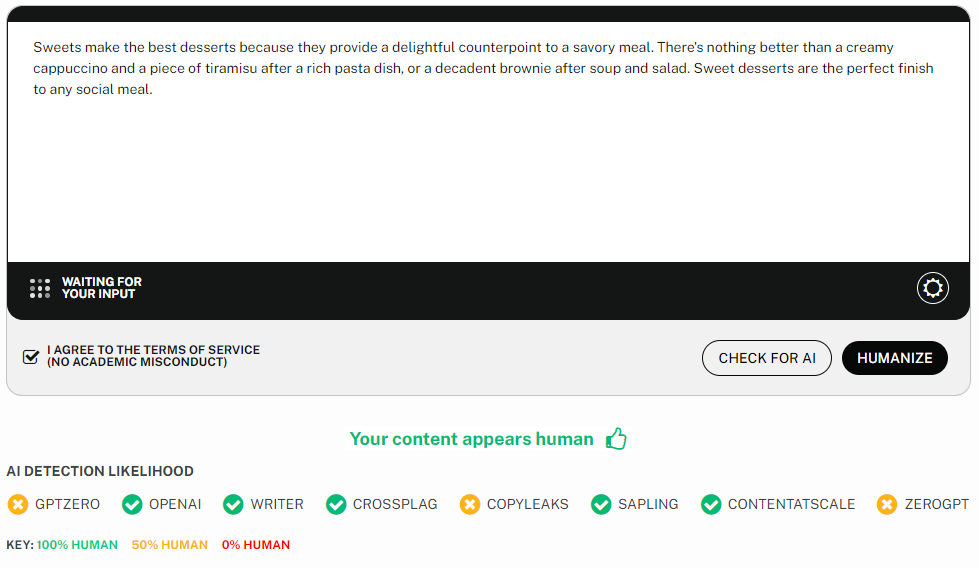 Sweets make the best desserts because they provide a delightful counterpoint to a savory meal. There's nothing better than a creamy
cappuccino and a piece of tiramisu after a rich pasta dish, or a decadent brownie after soup and salad. Sweet desserts are the perfect finish
to any social meal.
WAITING FOR
YOUR INPUT
I AGREE TO THE TERMS OF SERVICE
(NO ACADEMIC MISCONDUCT)
CHECK FOR AI
HUMANIZE
Your content appears human
AI DETECTION LIKELIHOOD
GPTZERO OPENAI WRITER CROSSPLAG COPYLEAKS SAPLING CONTENTATSCALE ZEROGPT
KEY: 100% HUMAN 50% HUMAN 0% HUMAN